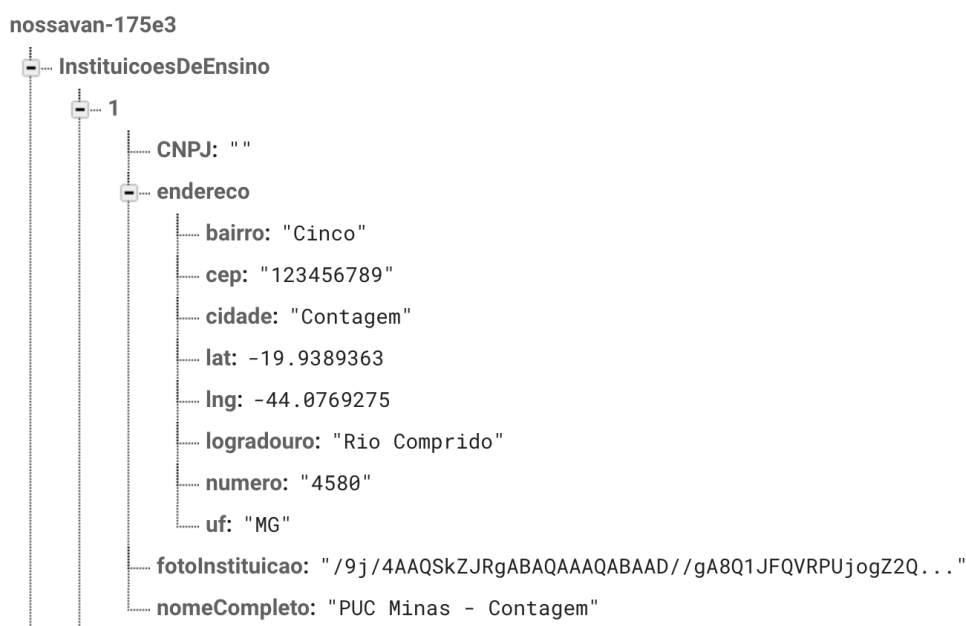 nossavan-175e3
InstituicoesDeEnsino
1
CNPJ: ""
endereco
bairro: "Cinco"
cep: "123456789"
cidade: "Contagem"
lat: -19.9389363
lng: -44.0769275
logradouro: "Rio Comprido"
numero: "4580"
uf: "MG"
fotoInstituicao: "/9j/4AAQSkZJRgABAQAAAQABAAD//gA8Q1JFQVRPUjogZ2Q..."
nomeCompleto: "PUC Minas - Contagem"